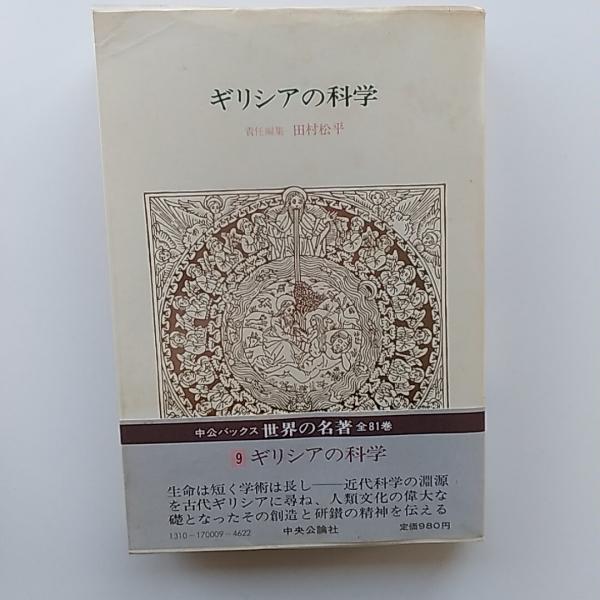 ギリシアの科学
責任編集 田村松平
中公バックス 世界の名著 全81巻
9 ギリシアの科学
生命は短く学術は長し——近代科学の淵源
を古代ギリシアに尋ね、人類文化の偉大な
礎となったその創造と研鑽の精神を伝える
1310-170009-4622 中央公論社 定価980円